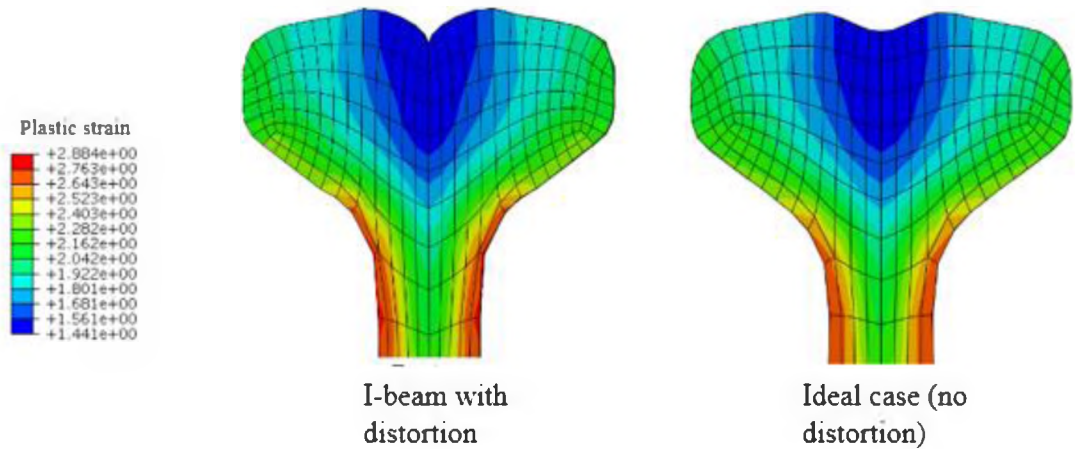 Plastic strain
+2.884e+00
+2.763e+00
+2.643e+00
+2.523e+00
+2.403e+00
+2.282e+00
+2.162e+00
+2.042e+00
+1.922e+00
+1.801e+00
+1.681e+00
+1.561e+00
+1.441e+00
I-beam with
distortion
Ideal case (no
distortion)